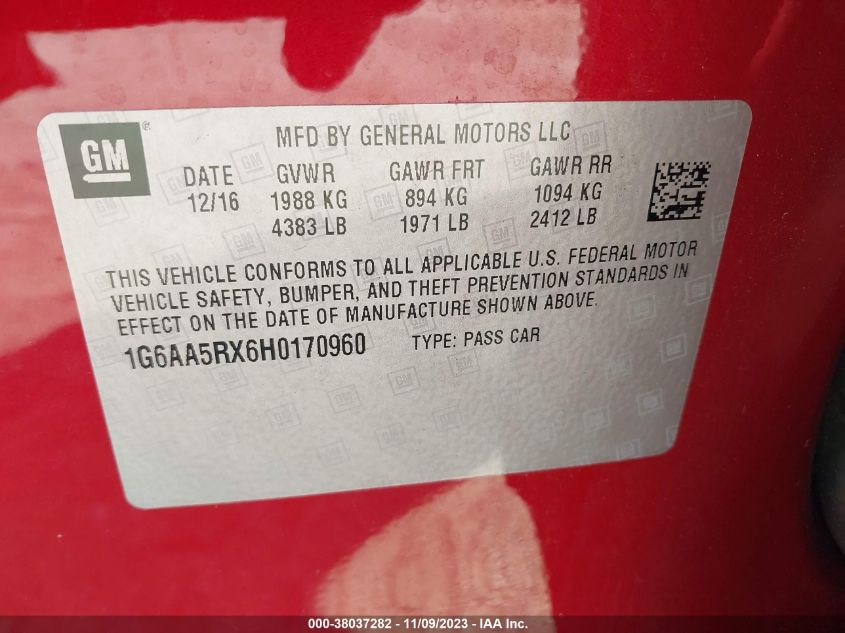 GM
MFD BY GENERAL MOTORS LLC
DATE GVWR GAWR FRT GAWR RR
12/16 1988 KG 894 KG 1094 KG
4383 LB 1971 LB 2412 LB
THIS VEHICLE CONFORMS TO ALL APPLICABLE U.S. FEDERAL MOTOR
VEHICLE SAFETY, BUMPER, AND THEFT PREVENTION STANDARDS IN
EFFECT ON THE DATE OF MANUFACTURE SHOWN ABOVE.
1G6AA5RX6H0170960 TYPE: PASS CAR
000-38037282 - 11/09/2023 - IAA Inc.